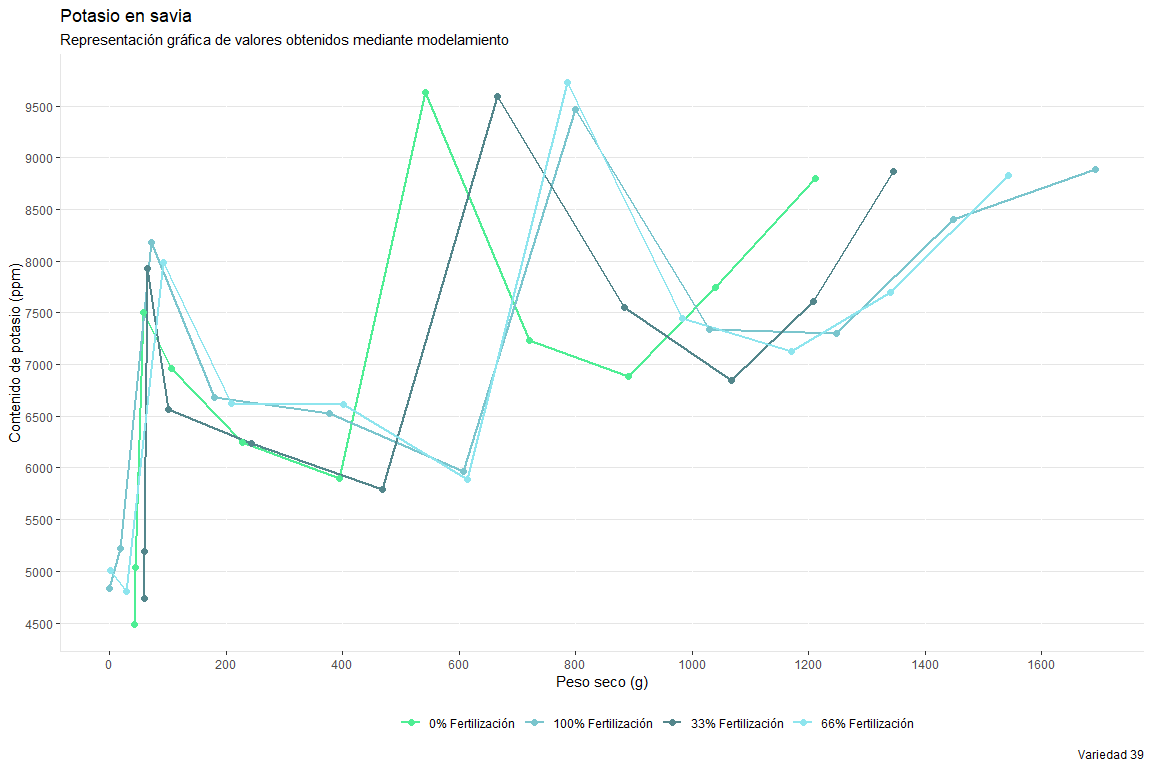 Potasio en savia
Representación gráfica de valores obtenidos mediante modelamiento
Contenido de potasio (ppm)
9500
9000
8500
8000
7500
7000
6500
6000
5500
5000
4500
0 200 400 600 800 1000 1200 1400 1600
Peso seco (g)
0% Fertilización 100% Fertilización 33% Fertilización 66% Fertilización
Variedad 39